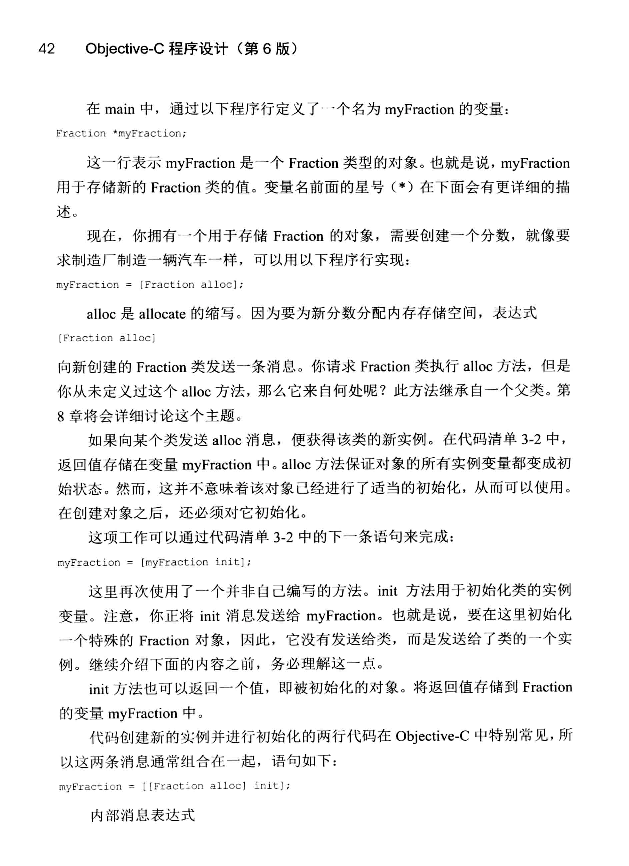 42 Objective-C 程序设计（第 6 版）
在 main 中，通过以下程序行定义了一个名为 myFraction 的变量：
Fraction *myFraction;
这一行表示 myFraction 是一个 Fraction 类型的对象。也就是说，myFraction
用于存储新的 Fraction 类的值。变量名前面的星号（*）在下面会有更详细的描
述。
现在，你拥有一个用于存储 Fraction 的对象，需要创建一个分数，就像要
求制造厂制造一辆汽车一样，可以用以下程序行实现：
myFraction = [Fraction alloc];
alloc 是 allocate 的缩写。因为要为新分数分配内存存储空间，表达式
[Fraction alloc]
向新创建的 Fraction 类发送一条消息。你请求 Fraction 类执行 alloc 方法，但是
你从未定义过这个 alloc 方法，那么它来自何处呢？此方法继承自一个父类。第
8 章将会详细讨论这个主题。
如果向某个类发送 alloc 消息，便获得该类的新实例。在代码清单 3-2 中，
返回值存储在变量 myFraction 中。alloc 方法保证对象的所有实例变量都变成初
始状态。然而，这并不意味着该对象已经进行了适当的初始化，从而可以使用。
在创建对象之后，还必须对它初始化。
这项工作可以通过代码清单 3-2 中的下一条语句来完成：
myFraction = [myFraction init];
这里再次使用了一个并非自己编写的方法。init 方法用于初始化类的实例
变量。注意，你正将 init 消息发送给 myFraction。也就是说，要在这里初始化
一个特殊的 Fraction 对象，因此，它没有发送给类，而是发送给了类的一个实
例。继续介绍下面的内容之前，务必理解这一点。
init 方法也可以返回一个值，即被初始化的对象。将返回值存储到 Fraction
的变量 myFraction 中。
代码创建新的实例并进行初始化的两行代码在 Objective-C 中特别常见，所
以这两条消息通常组合在一起，语句如下：
myFraction = [[Fraction alloc] init];
内部消息表达式